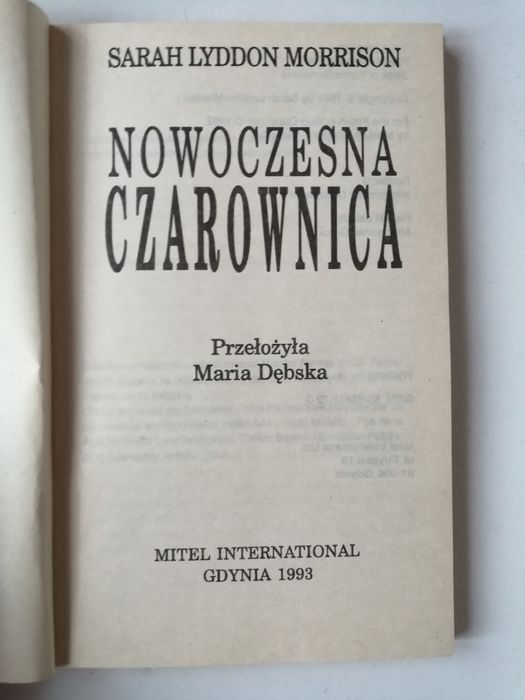 SARAH LYDDON MORRISON
NOWOCZESNA
CZAROWNICA
Przełożyła
Maria Dębska
MITEL INTERNATIONAL
GDYNIA 1993